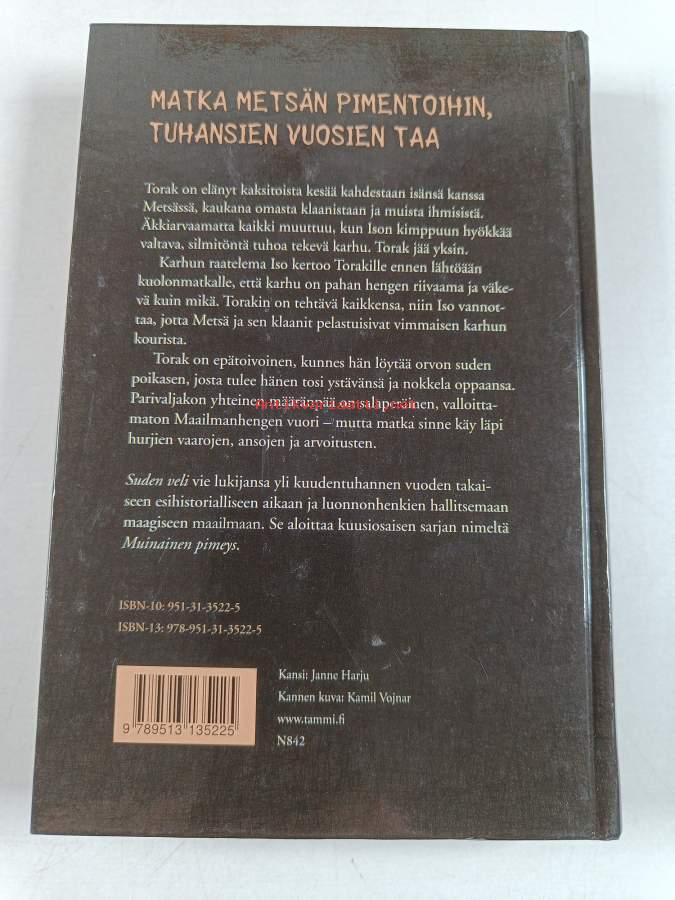 MATKA METSÄN PIMENTOIHIN,
TUHANSIEN VUOSIEN TAA
Torak on elänyt kaksitoista kesää kahdestaan isänsä kanssa
Metsässä, kaukana omasta klaanistaan ja muista ihmisistä.
Äkkiarvaamatta kaikki muuttuu, kun Ison kimppuun hyökkää
valtava, silmitöntä tuhoa tekevä karhu. Torak jää yksin.
Karhun raatelema Iso kertoo Torakille ennen lähtöään
kuolonmatkalle, että karhu on pahan hengen riivaama ja väke-
vä kuin mikä. Torakin on tehtävä kaikkensa, niin Iso vannot-
taa, jotta Metsä ja sen klaanit pelastuisivat vimmaisen karhun
kourista.
Torak on epätoivoinen, kunnes hän löytää orvon suden
poikasen, josta tulee hänen tosi ystävänsä ja nokkela oppaansa.
Parivaljakon yhteinen määränpää on salaperäinen, valloitta-
maton Maailmanhengen vuori – mutta matka sinne käy läpi
hurjien vaarojen, ansojen ja arvoitusten.
Suden veli vie lukijansa yli kuudentuhannen vuoden takai-
seen esihistorialliseen aikaan ja luonnonhenkien hallitsemaan
maagiseen maailmaan. Se aloittaa kuusiosaisen sarjan nimeltä
Muinainen pimeys.
ISBN-10: 951-31-3522-5
ISBN-13: 978-951-31-3522-5
9 789513 135225
Kansi: Janne Harju
Kannen kuva: Kamil Vojnar
www.tammi.fi
N842